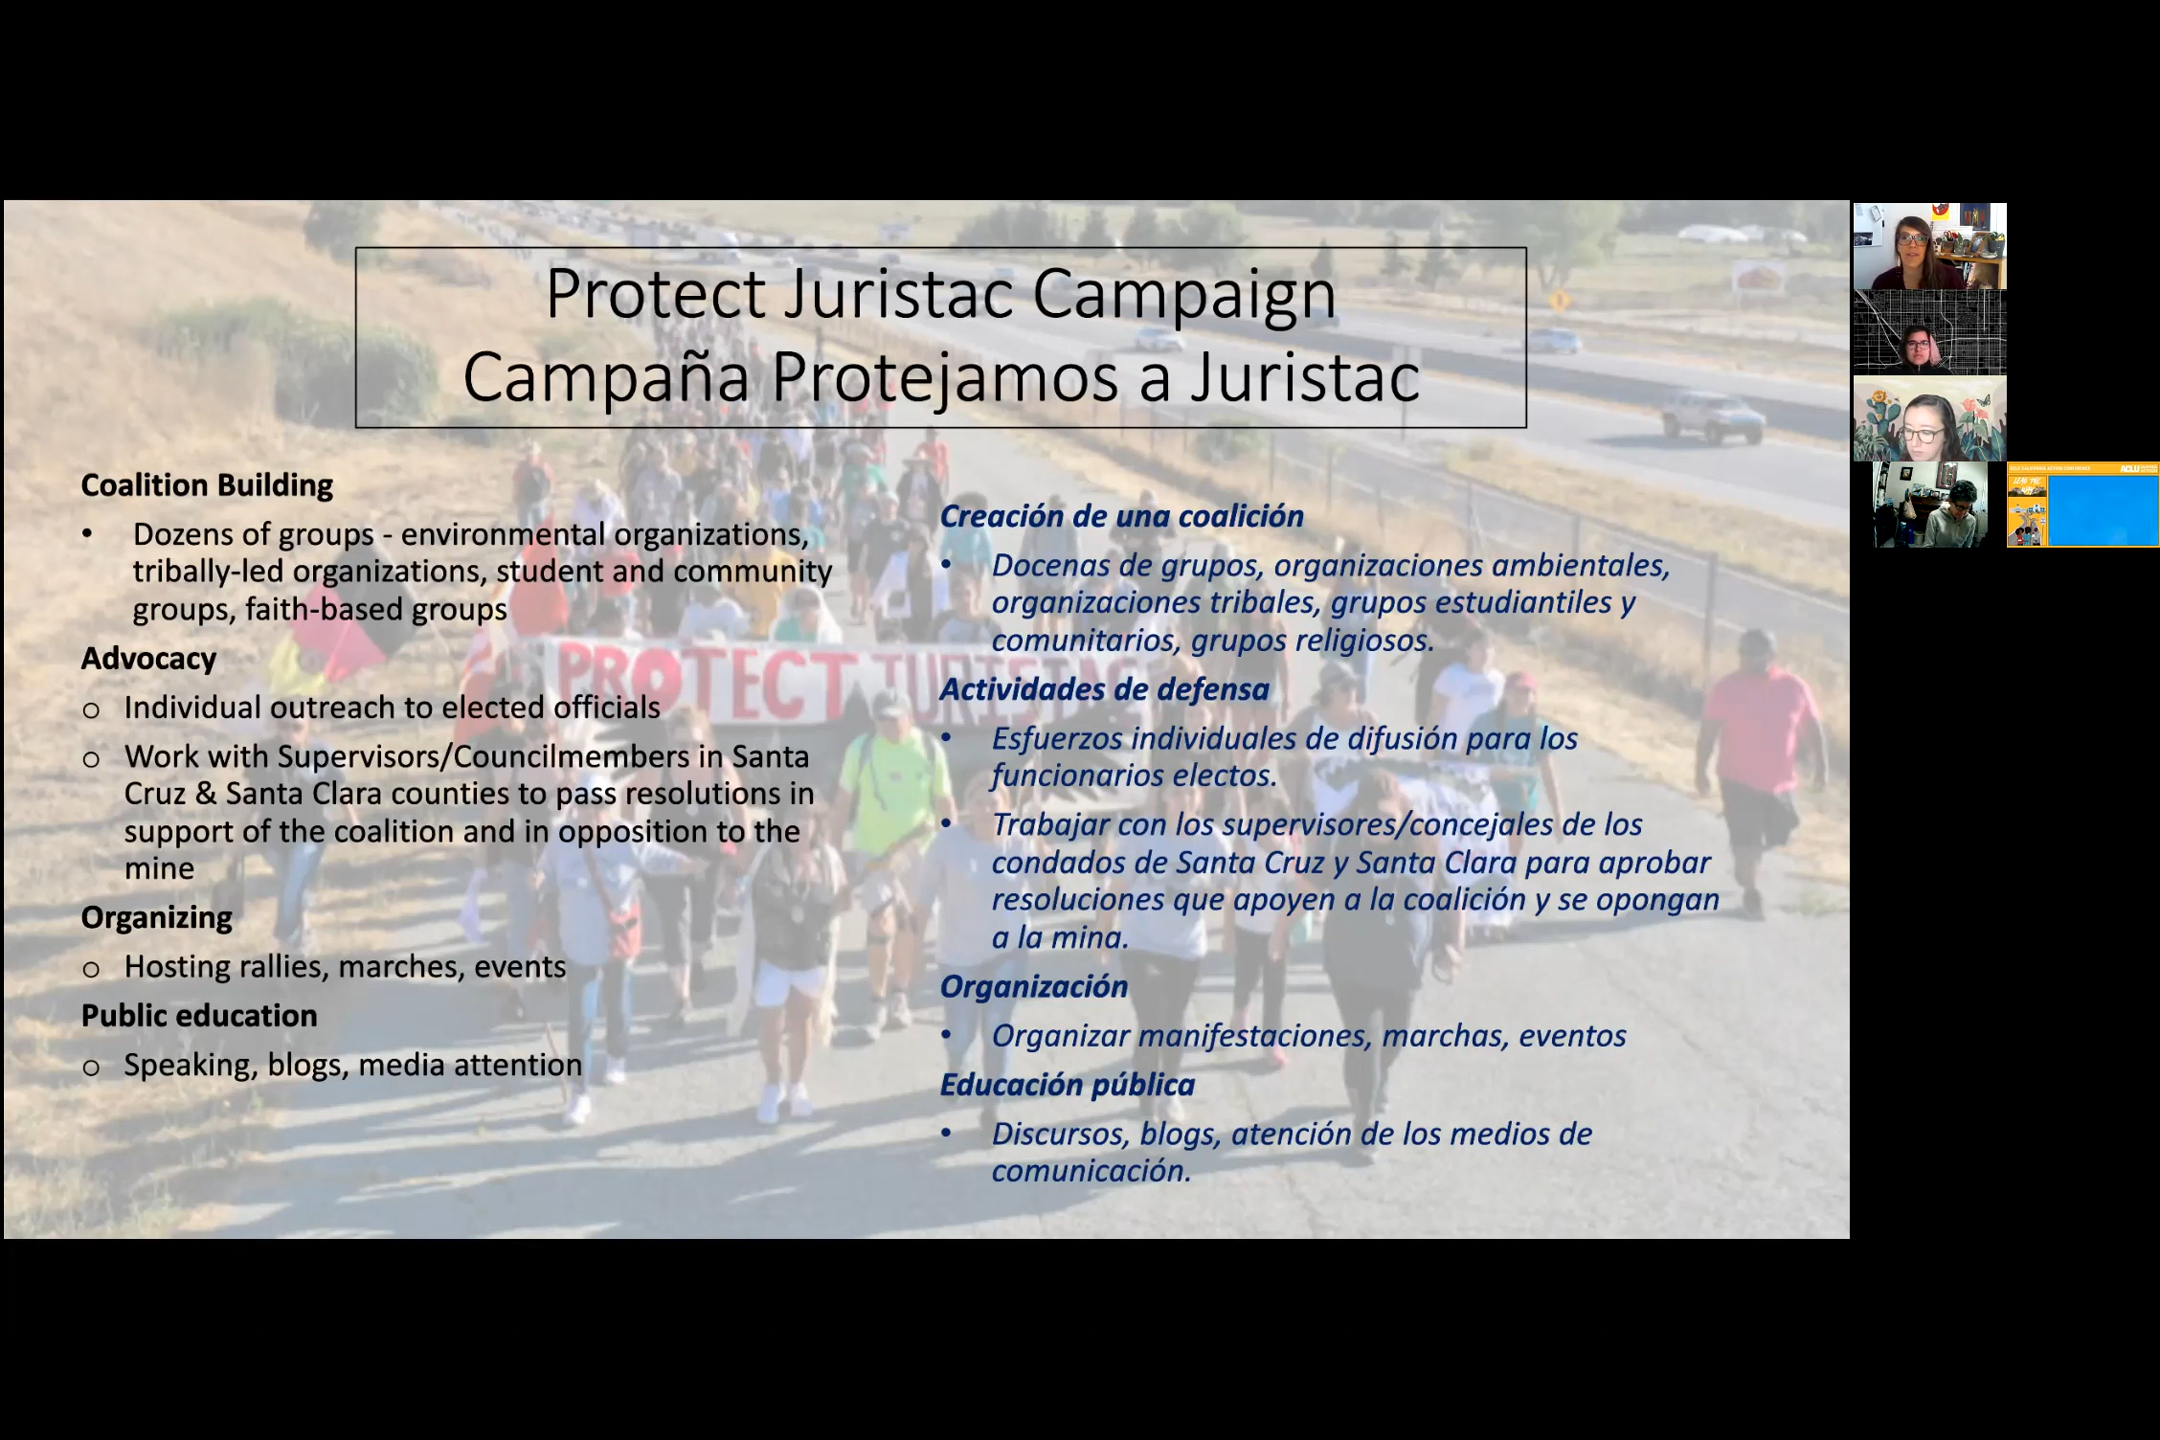 Protect Juristac Campaign
Campaña Protejamos a Juristac
Coalition Building
• Dozens of groups - environmental organizations,
tribally-led organizations, student and community
groups, faith-based groups
Advocacy
o Individual outreach to elected officials
o Work with Supervisors/Councilmembers in Santa
Cruz & Santa Clara counties to pass resolutions in
support of the coalition and in opposition to the
mine
Organizing
o Hosting rallies, marches, events
Public education
o Speaking, blogs, media attention
Creación de una coalición
• Docenas de grupos, organizaciones ambientales,
organizaciones tribales, grupos estudiantiles y
comunitarios, grupos religiosos.
Actividades de defensa
• Esfuerzos individuales de difusión para los
funcionarios electos.
• Trabajar con los supervisores/concejales de los
condados de Santa Cruz y Santa Clara para aprobar
resoluciones que apoyen a la coalición y se opongan
a la mina.
Organización
• Organizar manifestaciones, marchas, eventos
Educación pública
• Discursos, blogs, atención de los medios de
comunicación.
PROTECT JURISTAC
ACLU